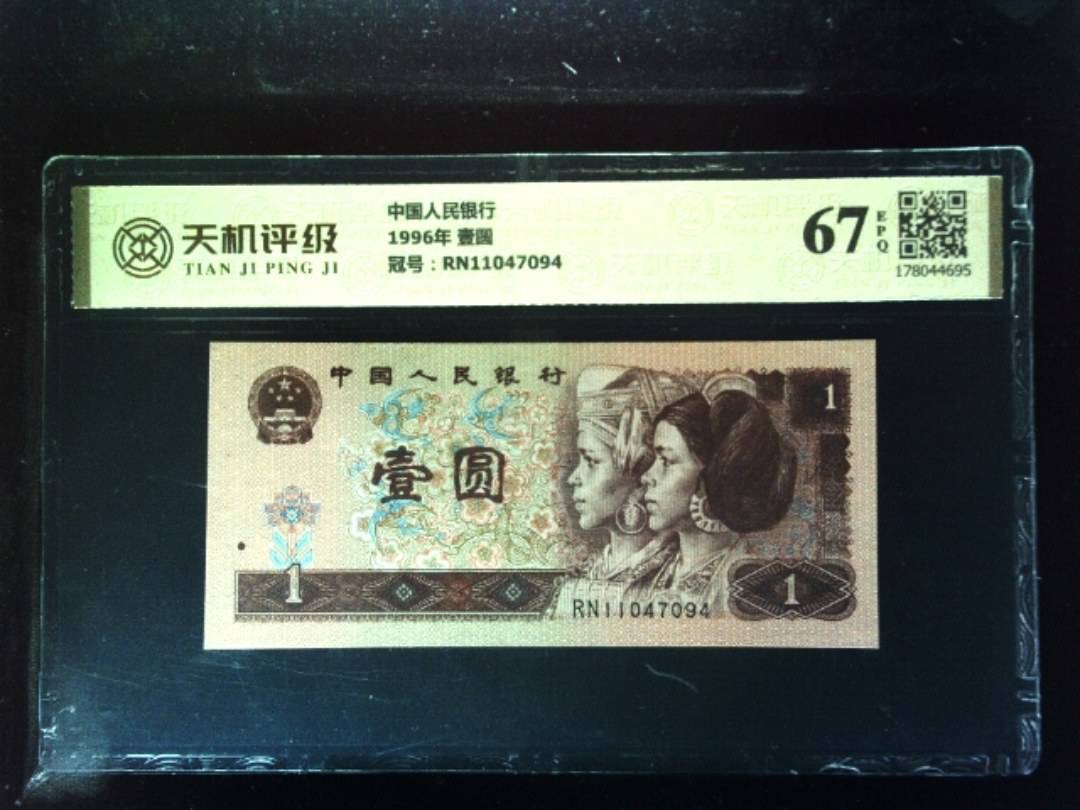 天机评级
TIAN JI PING JI
中国人民银行
1996年 壹圆
冠号：RN11047094
67
EPQ
178044695
中国人民银行
壹圆
1
1
1
RN11047094